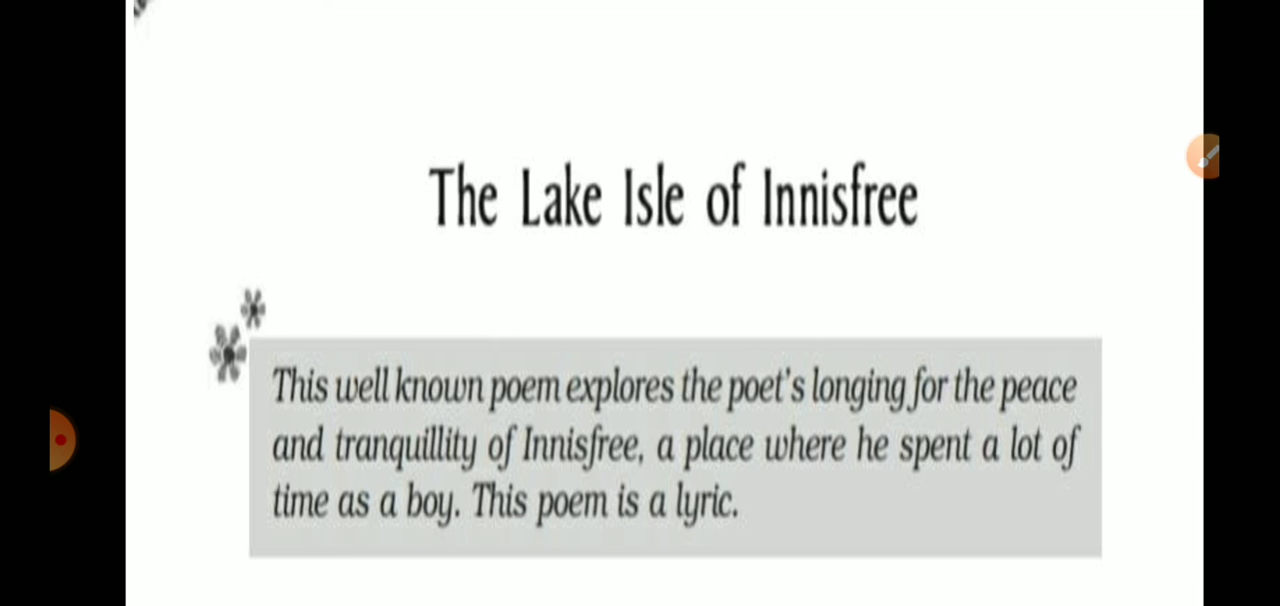 The Lake Isle of Innisfree
This well known poem explores the poet's longing for the peace
and tranquillity of Innisfree, a place where he spent a lot of
time as a boy. This poem is a lyric.